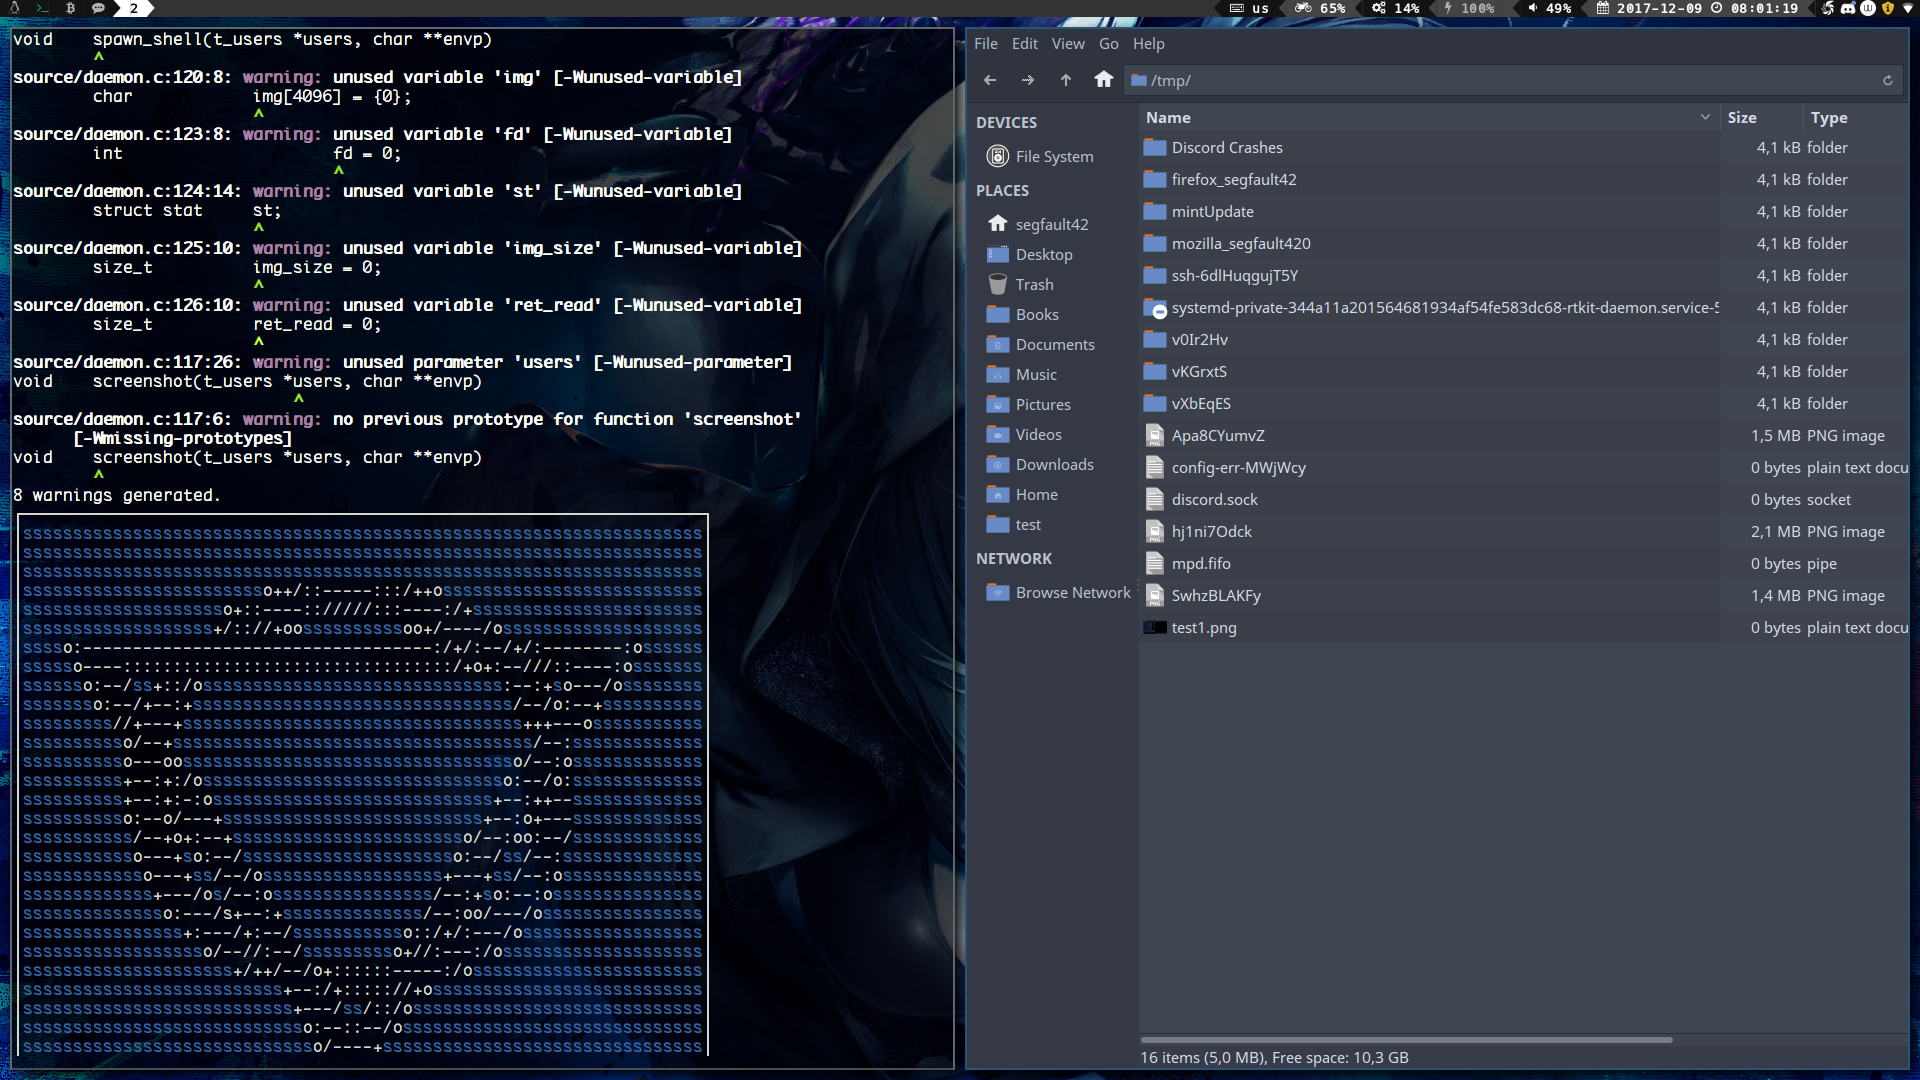 2 us 65% 14% 100% 49% 2017-12-09 08:01:19
void    spawn_shell(t_users *users, char **envp)
^
source/daemon.c:120:8: warning: unused variable 'img' [-Wunused-variable]
char            img[4096] = {0};
^
source/daemon.c:123:8: warning: unused variable 'fd' [-Wunused-variable]
int                     fd = 0;
^
source/daemon.c:124:14: warning: unused variable 'st' [-Wunused-variable]
struct stat     st;
^
source/daemon.c:125:10: warning: unused variable 'img_size' [-Wunused-variable]
size_t          img_size = 0;
^
source/daemon.c:126:10: warning: unused variable 'ret_read' [-Wunused-variable]
size_t          ret_read = 0;
^
source/daemon.c:117:26: warning: unused parameter 'users' [-Wunused-parameter]
void    screenshot(t_users *users, char **envp)
^
source/daemon.c:117:6: warning: no previous prototype for function 'screenshot'
[-Wmissing-prototypes]
void    screenshot(t_users *users, char **envp)
^
8 warnings generated.
File Edit View Go Help
/tmp/
DEVICES
File System
PLACES
segfault42
Desktop
Trash
Books
Documents
Music
Pictures
Videos
Downloads
Home
test
NETWORK
Browse Network
Name Size Type
Discord Crashes 4,1 kB folder
firefox_segfault42 4,1 kB folder
mintUpdate 4,1 kB folder
mozilla_segfault420 4,1 kB folder
ssh-6dlHuqgujT5Y 4,1 kB folder
systemd-private-344a11a201564681934af54fe583dc68-rtkit-daemon.service-5 4,1 kB folder
v0Ir2Hv 4,1 kB folder
vKGrxtS 4,1 kB folder
vXbEqES 4,1 kB folder
Apa8CYumvZ 1,5 MB PNG image
config-err-MWjWcy 0 bytes plain text docu
discord.sock 0 bytes socket
hj1ni7Odck 2,1 MB PNG image
mpd.fifo 0 bytes pipe
SwhzBLAKFy 1,4 MB PNG image
test1.png 0 bytes plain text docu
16 items (5,0 MB), Free space: 10,3 GB